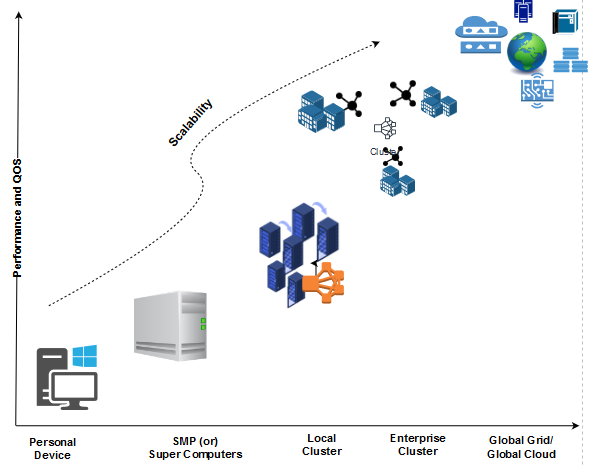 Scalability
Cluster
Performance and QOS
Personal
Device
SMP (or)
Super Computers
Local
Cluster
Enterprise
Cluster
Global Grid/
Global Cloud